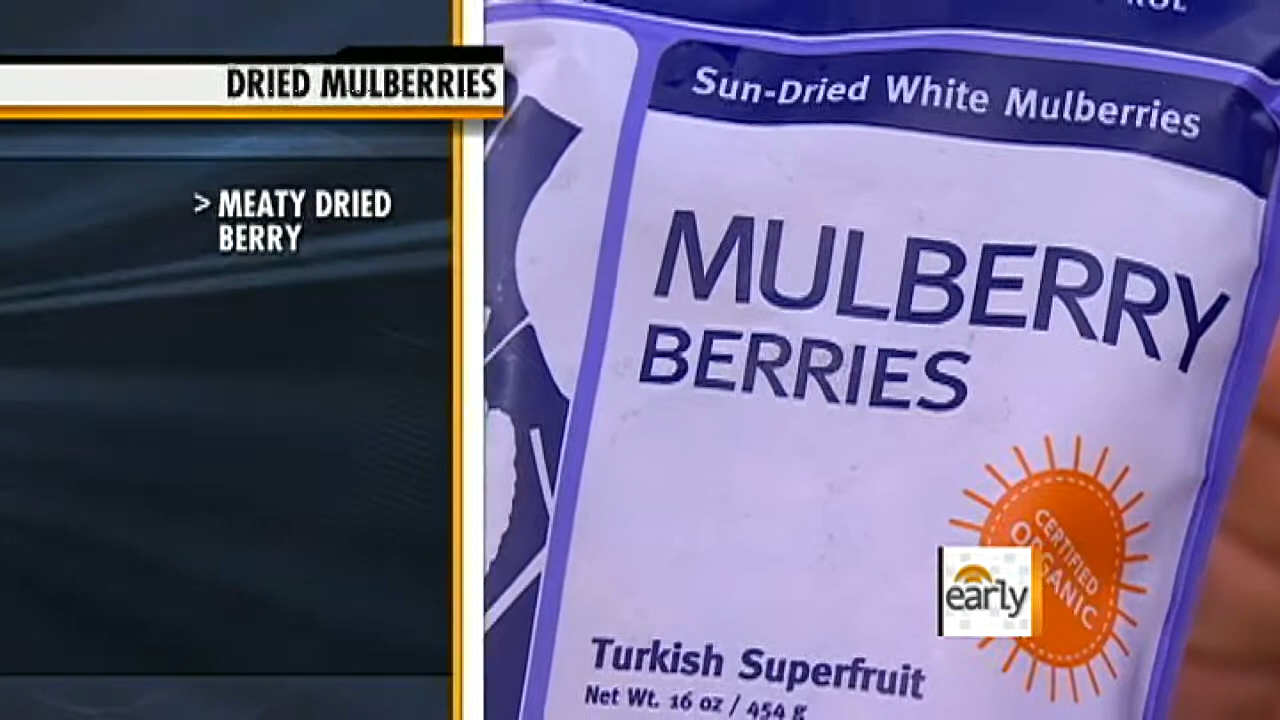 DRIED MULBERRIES
> MEATY DRIED
BERRY
Sun-Dried White Mulberries
MULBERRY
BERRIES
CERTIFIED
ORGANIC
early
Turkish Superfruit
Net Wt. 16 oz / 454 g